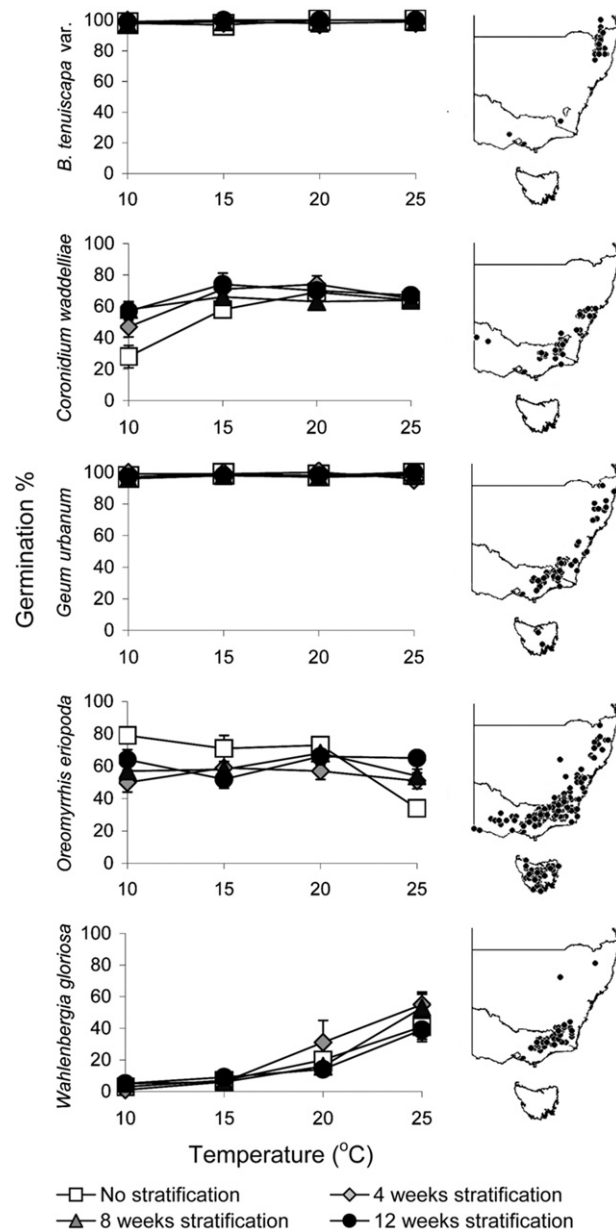 B. tenuiscapa var.
100
80
60
40
20
0
10 15 20 25
Coronidium waddelliae
100
80
60
40
20
0
10 15 20 25
Germination %
Geum urbanum
100
80
60
40
20
0
10 15 20 25
Oreomyrrhis eriopoda
100
80
60
40
20
0
10 15 20 25
Wahlenbergia gloriosa
100
80
60
40
20
0
10 15 20 25
Temperature (°C)
No stratification 4 weeks stratification
8 weeks stratification 12 weeks stratification